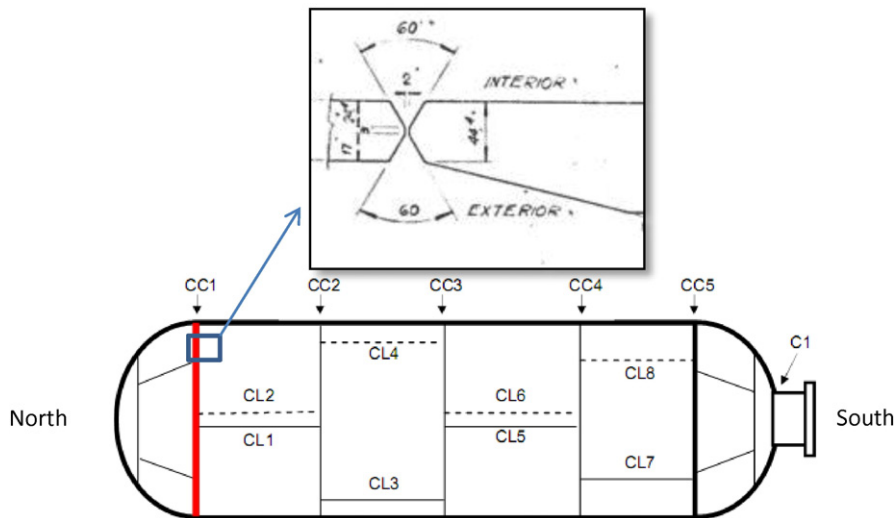 60°
2
INTERIOR
3
17
44
60
EXTERIOR
CC1 CC2 CC3 CC4 CC5
C1
CL4
CL8
CL2 CL6
North South
CL1 CL5
CL7
CL3